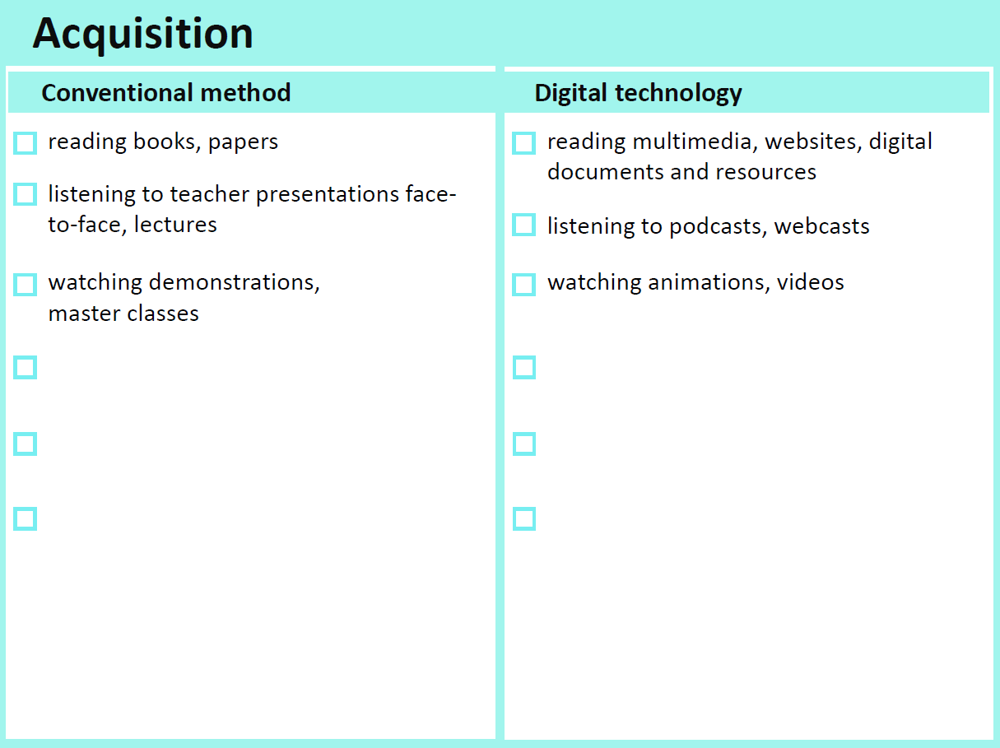 Acquisition
Conventional method
reading books, papers
listening to teacher presentations face-
to-face, lectures
watching demonstrations,
master classes
Digital technology
reading multimedia, websites, digital
documents and resources
listening to podcasts, webcasts
watching animations, videos